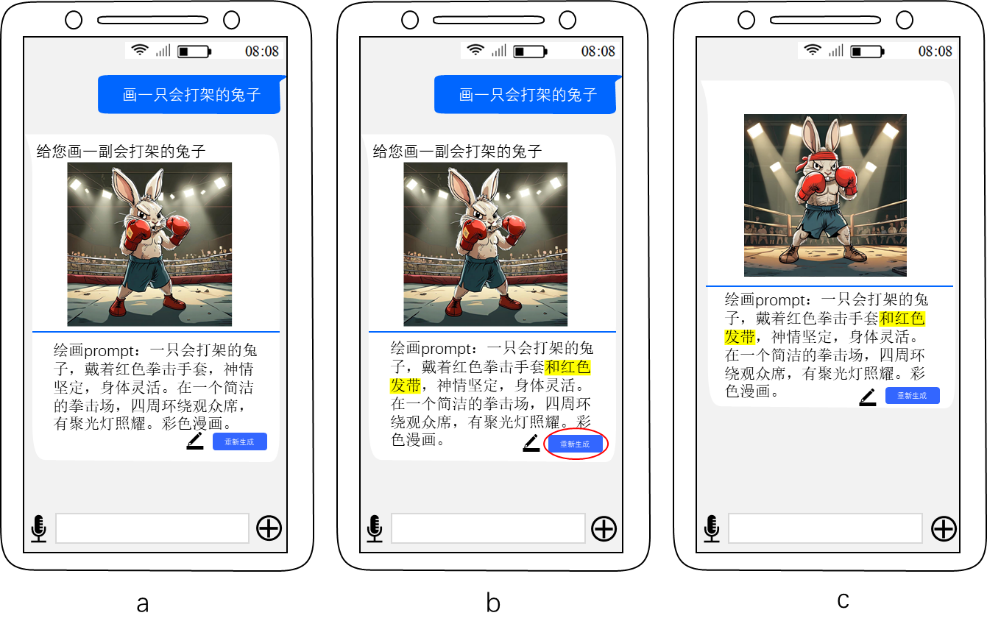 08:08
画一只会打架的兔子
给您画一副会打架的兔子
绘画prompt：一只会打架的兔
子，戴着红色拳击手套，神情
坚定，身体灵活。在一个简洁
的拳击场，四周环绕观众席，
有聚光灯照耀。彩色漫画。
重新生成
a
08:08
画一只会打架的兔子
给您画一副会打架的兔子
绘画prompt：一只会打架的兔
子，戴着红色拳击手套和红色
发带，神情坚定，身体灵活。
在一个简洁的拳击场，四周环
绕观众席，有聚光灯照耀。彩
色漫画。
重新生成
b
08:08
绘画prompt：一只会打架的兔
子，戴着红色拳击手套和红色
发带，神情坚定，身体灵活。
在一个简洁的拳击场，四周环
绕观众席，有聚光灯照耀。彩
色漫画。
重新生成
c